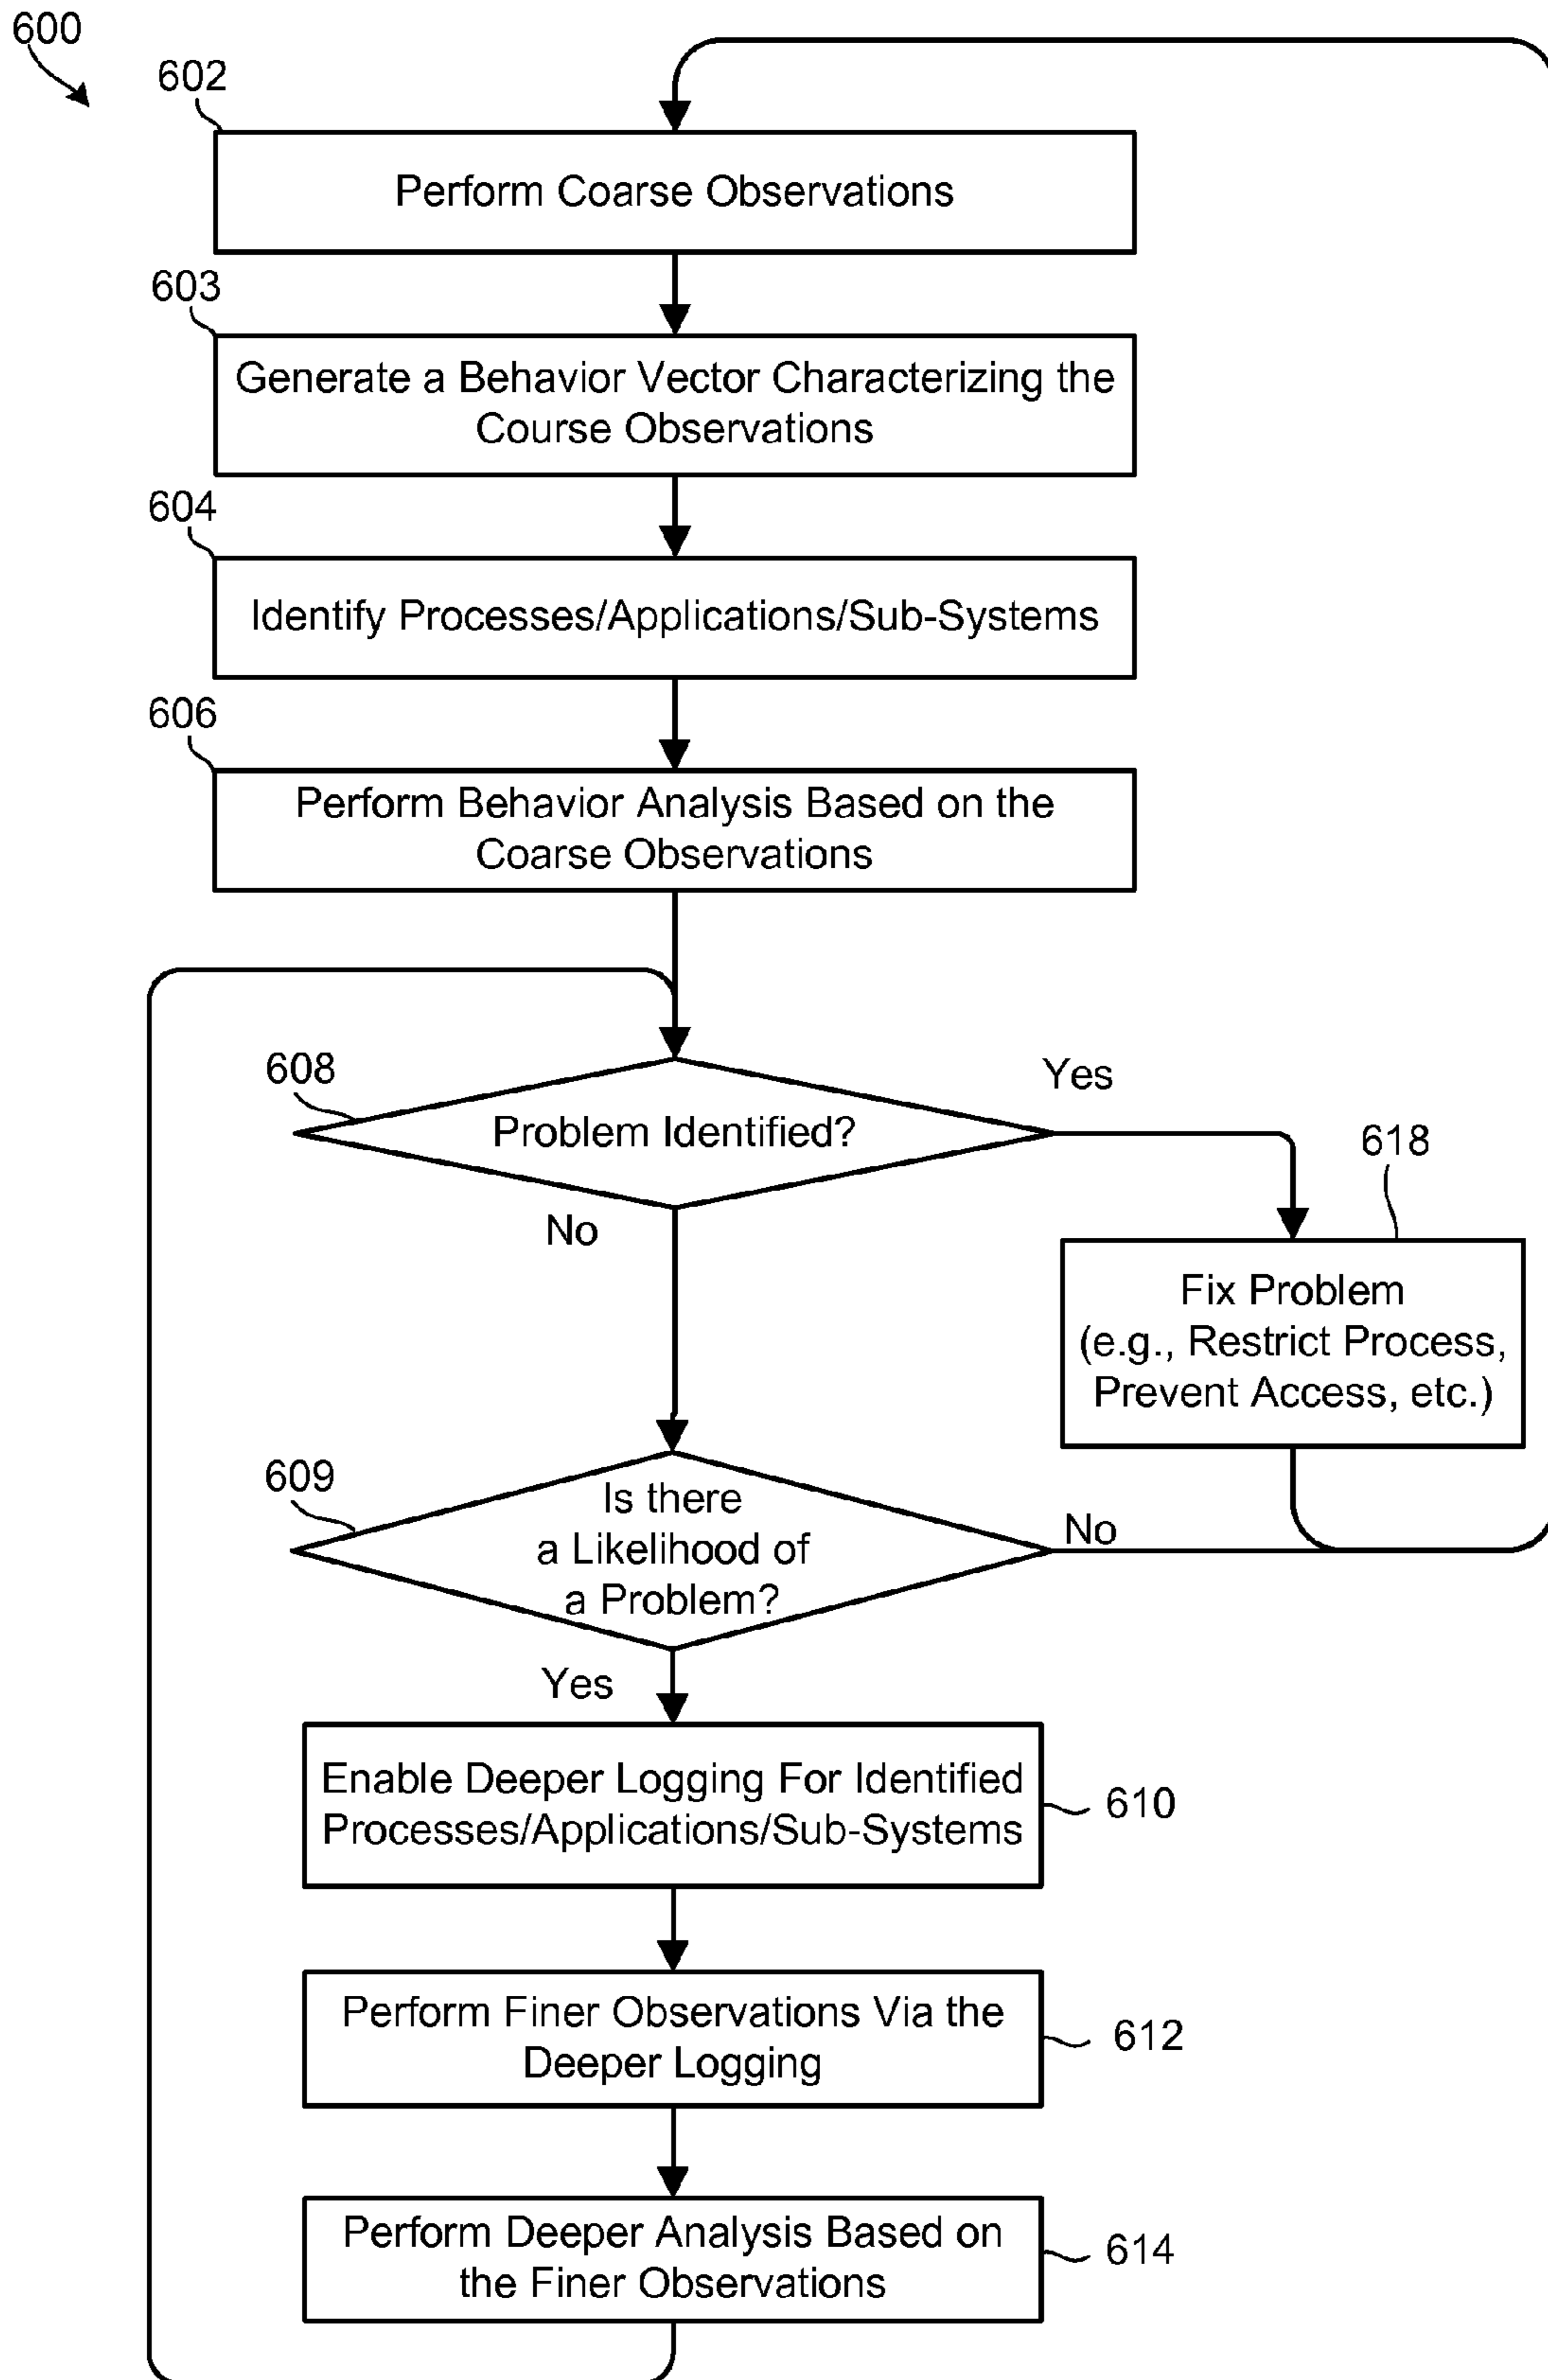 600
602
Perform Coarse Observations
603
Generate a Behavior Vector Characterizing the
Course Observations
604
Identify Processes/Applications/Sub-Systems
606
Perform Behavior Analysis Based on the
Coarse Observations
608
Problem Identified?
Yes
No
618
Fix Problem
(e.g., Restrict Process,
Prevent Access, etc.)
609
Is there
a Likelihood of
a Problem?
No
Yes
Enable Deeper Logging For Identified
Processes/Applications/Sub-Systems
610
Perform Finer Observations Via the
Deeper Logging
612
Perform Deeper Analysis Based on
the Finer Observations
614